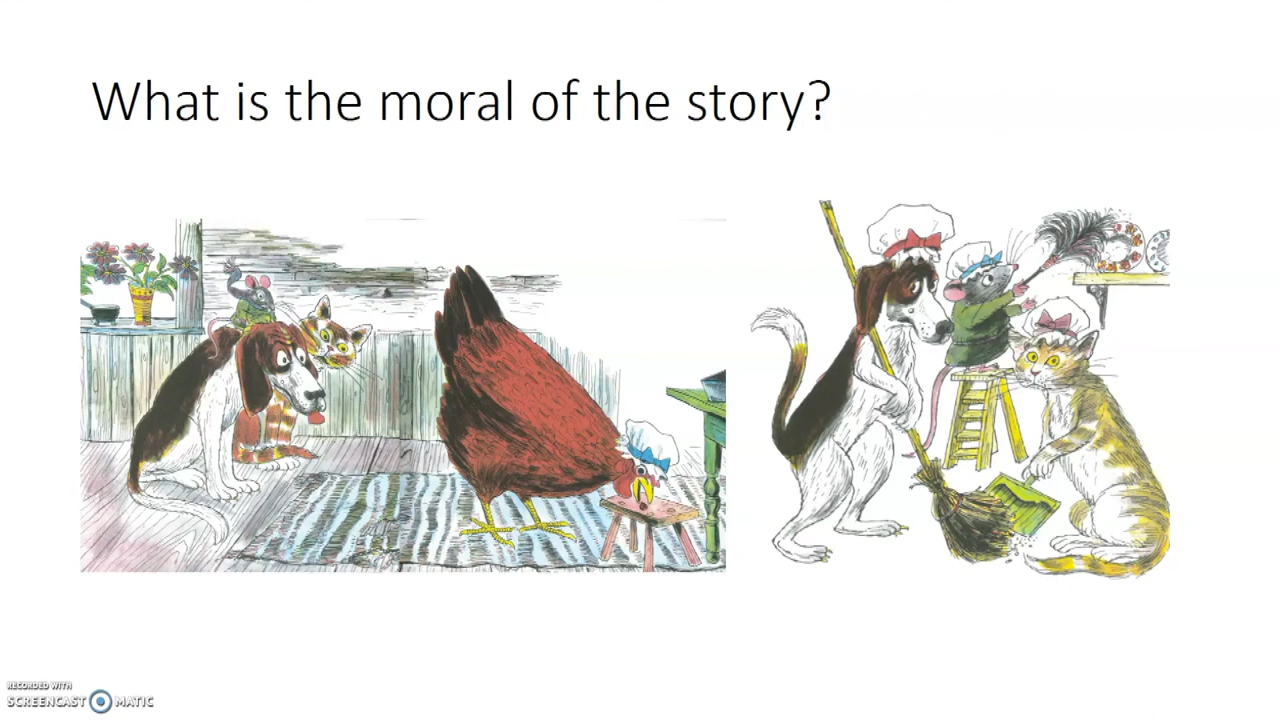 What is the moral of the story?
RECORDED WITH
SCREENCAST MATIC